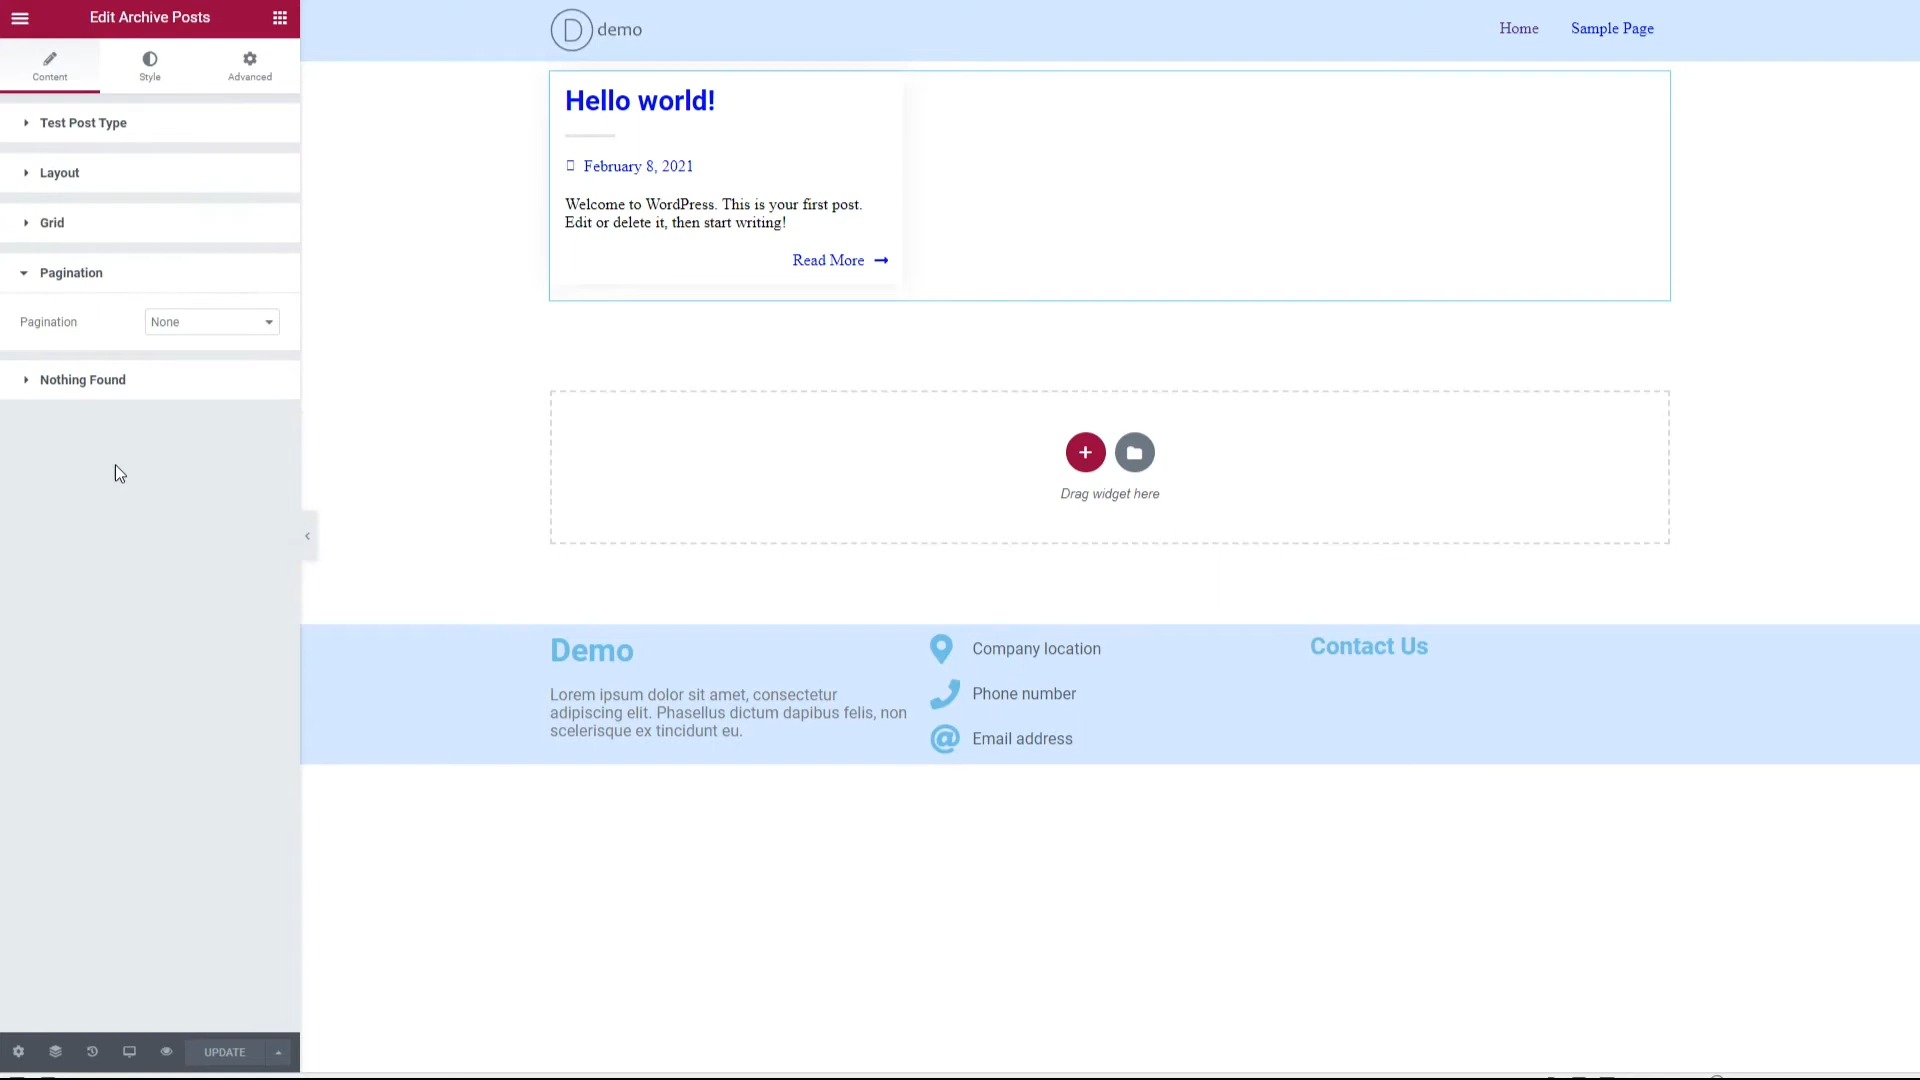 Edit Archive Posts
Content
Style
Advanced
Test Post Type
Layout
Grid
Pagination
Pagination
None
Nothing Found
UPDATE
D demo
Home
Sample Page
Hello world!
February 8, 2021
Welcome to WordPress. This is your first post.
Edit or delete it, then start writing!
Read More
Drag widget here
Demo
Lorem ipsum dolor sit amet, consectetur
adipiscing elit. Phasellus dictum dapibus felis, non
scelerisque ex tincidunt eu.
Company location
Phone number
Email address
Contact Us